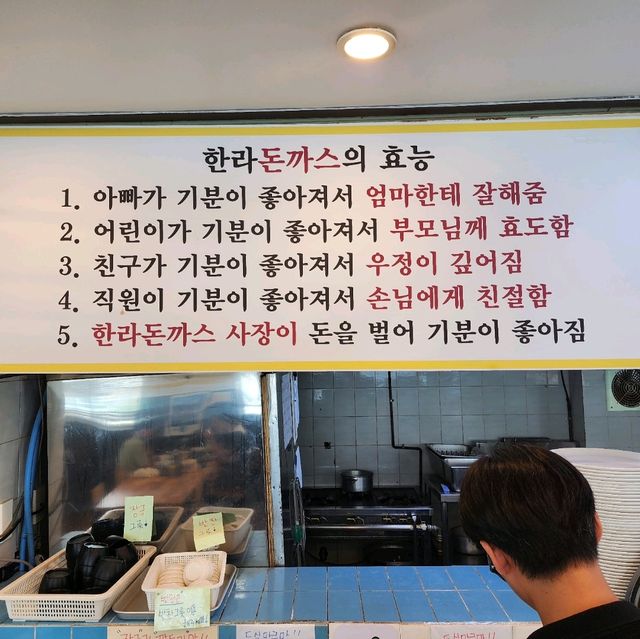 한라돈까스의 효능
1. 아빠가 기분이 좋아져서 엄마한테 잘해줌
2. 어린이가 기분이 좋아져서 부모님께 효도함
3. 친구가 기분이 좋아져서 우정이 깊어짐
4. 직원이 기분이 좋아져서 손님에게 친절함
5. 한라돈까스 사장이 돈을 벌어 기분이 좋아짐